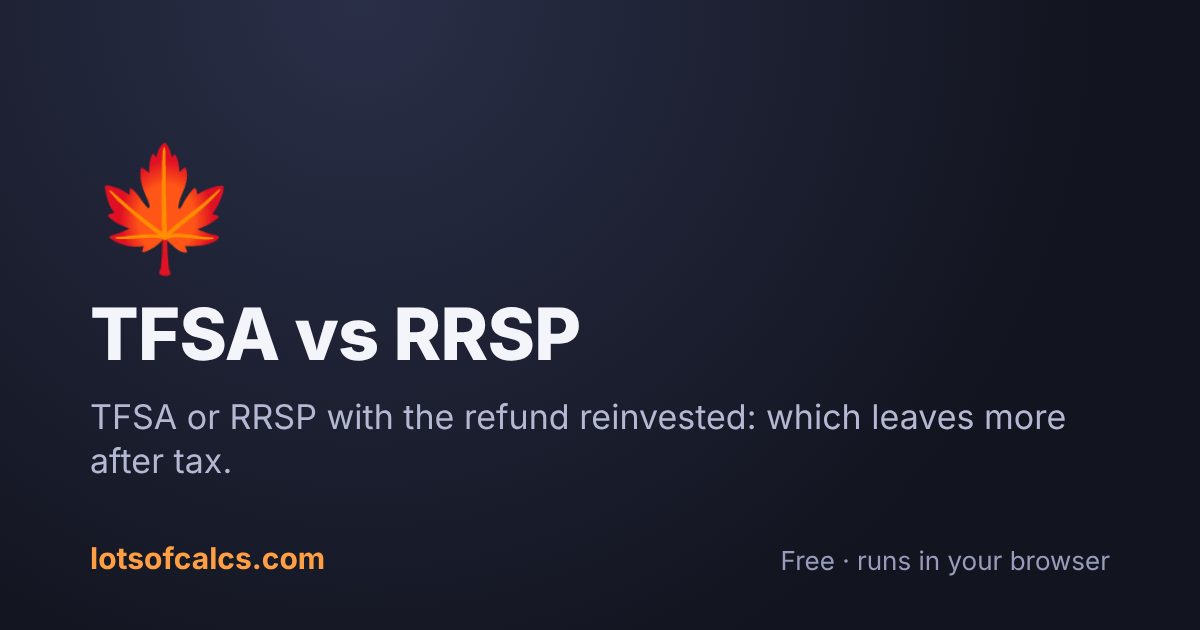 TFSA vs RRSP
TFSA or RRSP with the refund reinvested: which leaves more
after tax.
lotsofcalcs.com
Free · runs in your browser